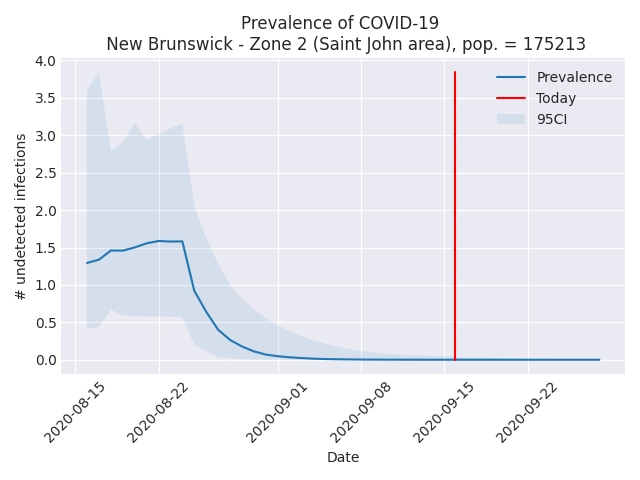 Prevalence of COVID-19
New Brunswick - Zone 2 (Saint John area), pop. = 175213
# undetected infections
4.0
3.5
3.0
2.5
2.0
1.5
1.0
0.5
0.0
Prevalence
Today
95CI
2020-08-15
2020-08-22
2020-09-01
2020-09-08
2020-09-15
2020-09-22
Date